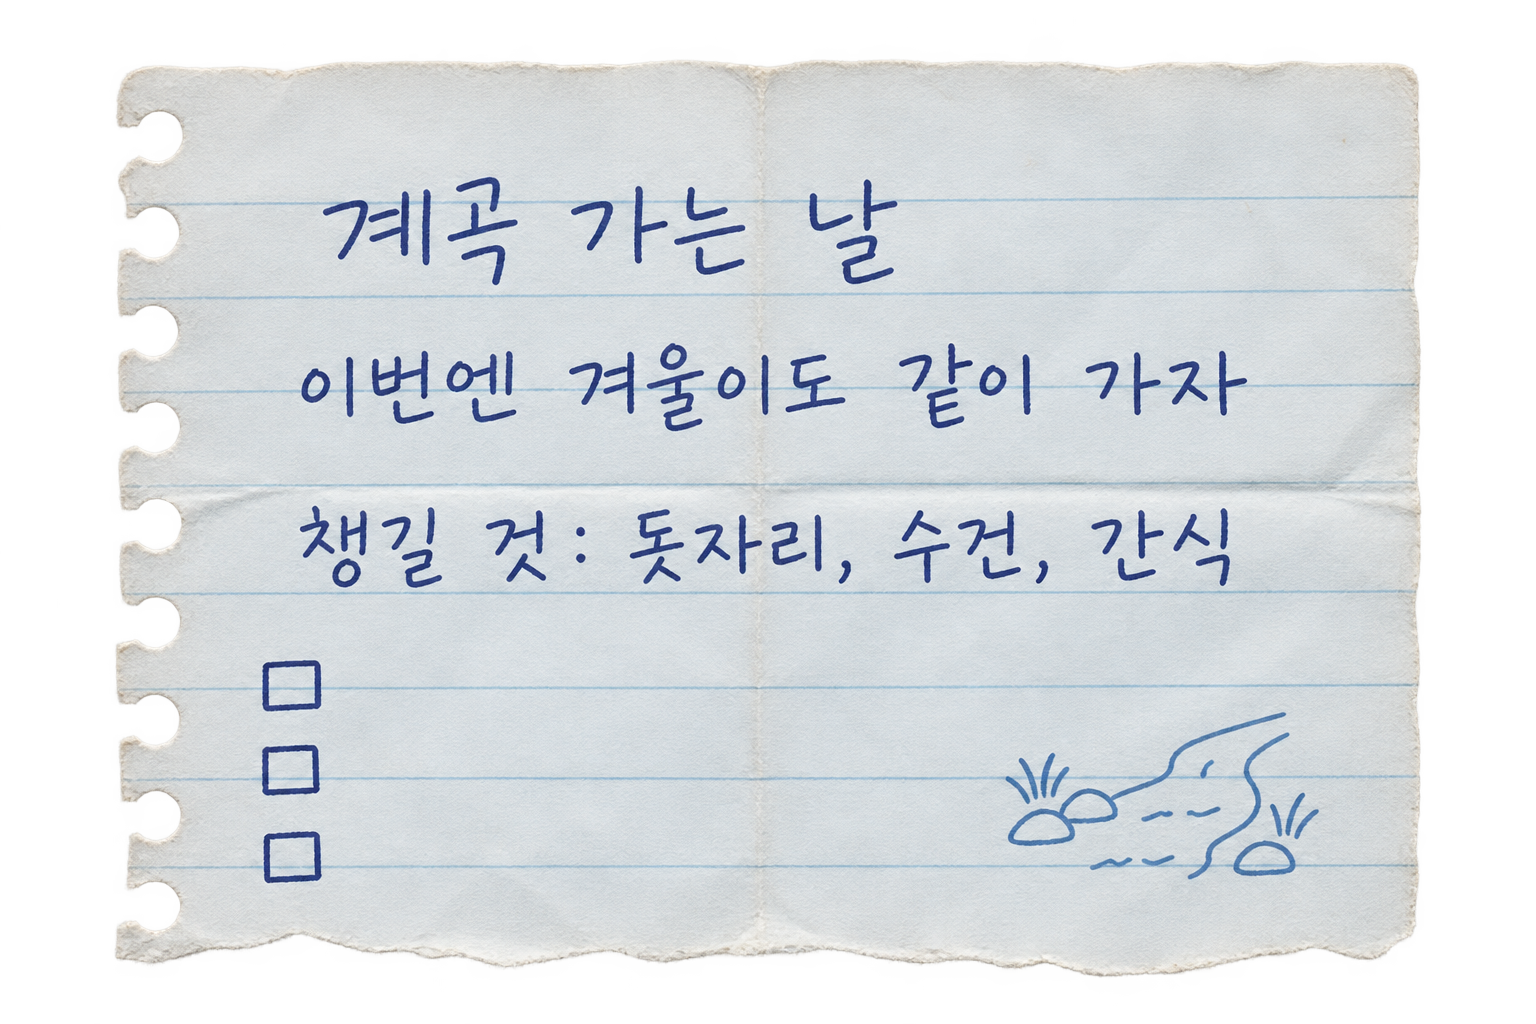 계곡 가는 날
이번엔 겨울이도 같이 가자
챙길 것: 돗자리, 수건, 간식